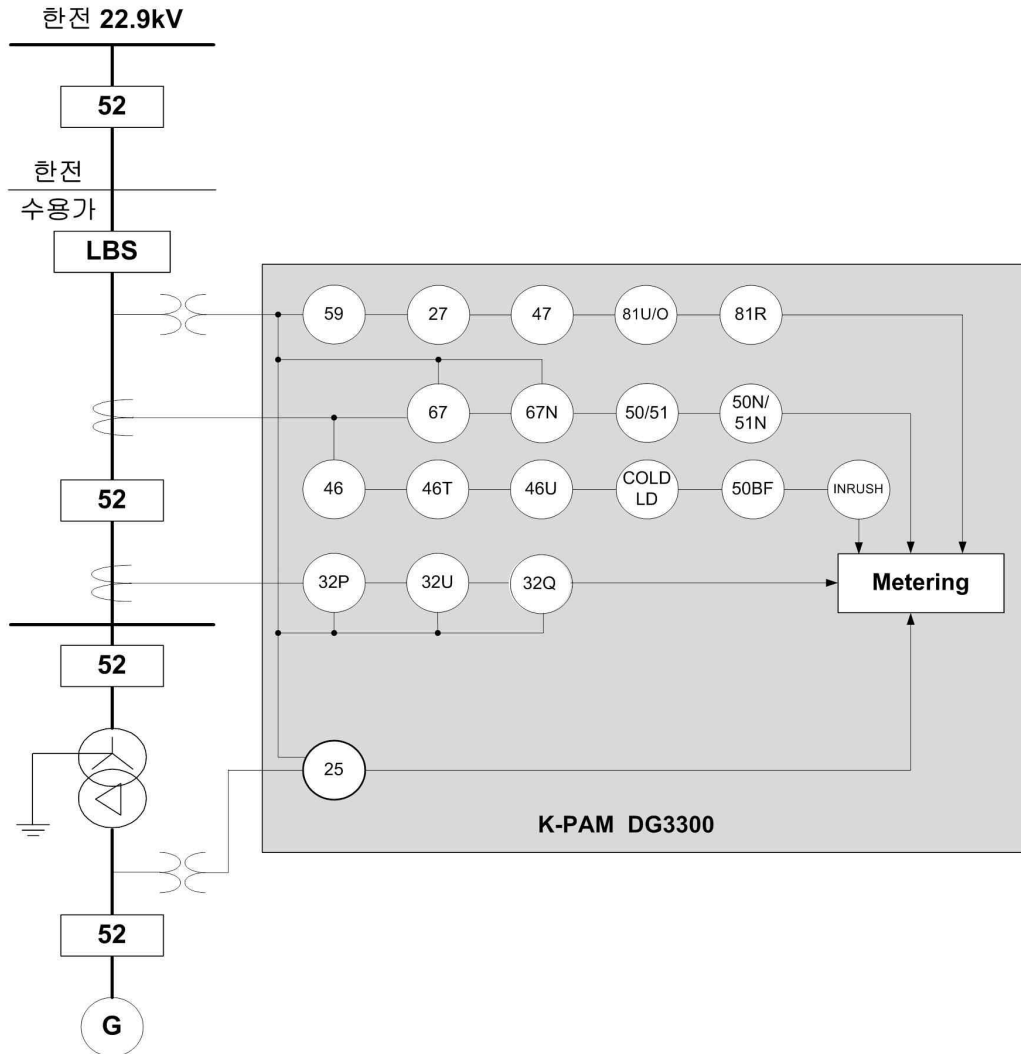 한전 22.9kV
52
한전
수용가
LBS
59
27
47
81U/O
81R
67
67N
50/51
50N/
51N
52
46
46T
46U
COLD
LD
50BF
INRUSH
32P
32U
32Q
Metering
52
25
K-PAM DG3300
52
G